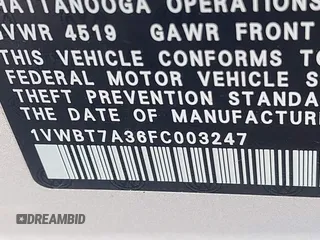 HATTANOOGA OPERATIONS
VWR 4519 GAWR FRONT
THIS VEHICLE CONFORMS TO
FEDERAL MOTOR VEHICLE S
THEFT PREVENTION STANDA
THE DATE OF MANUFACTURE
1VWBT7A36FC003247
DREAMBID